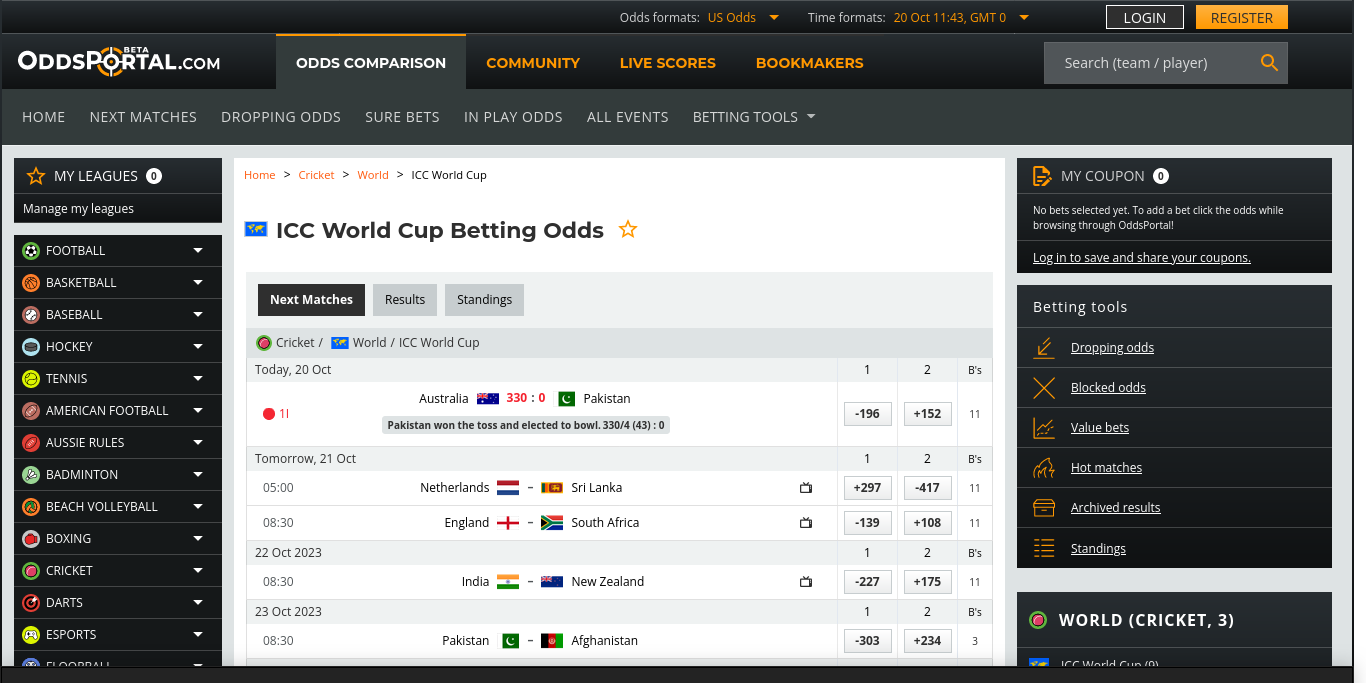 Odds formats: US Odds Time formats: 20 Oct 11:43, GMT 0 LOGIN REGISTER
ODDSPORTAL.COM BETA
ODDS COMPARISON COMMUNITY LIVE SCORES BOOKMAKERS
Search (team / player)
HOME NEXT MATCHES DROPPING ODDS SURE BETS IN PLAY ODDS ALL EVENTS BETTING TOOLS
MY LEAGUES 0
Manage my leagues
FOOTBALL
BASKETBALL
BASEBALL
HOCKEY
TENNIS
AMERICAN FOOTBALL
AUSSIE RULES
BADMINTON
BEACH VOLLEYBALL
BOXING
CRICKET
DARTS
ESPORTS
FLOORBALL
Home > Cricket > World > ICC World Cup
ICC World Cup Betting Odds
Next Matches Results Standings
Cricket / World / ICC World Cup
Today, 20 Oct 1 2 B's
1I Australia 330 : 0 Pakistan -196 +152 11
Pakistan won the toss and elected to bowl. 330/4 (43) : 0
Tomorrow, 21 Oct 1 2 B's
05:00 Netherlands – Sri Lanka +297 -417 11
08:30 England – South Africa -139 +108 11
22 Oct 2023 1 2 B's
08:30 India – New Zealand -227 +175 11
23 Oct 2023 1 2 B's
08:30 Pakistan – Afghanistan -303 +234 3
MY COUPON 0
No bets selected yet. To add a bet click the odds while
browsing through OddsPortal!
Log in to save and share your coupons.
Betting tools
Dropping odds
Blocked odds
Value bets
Hot matches
Archived results
Standings
WORLD (CRICKET, 3)
ICC World Cup (9)